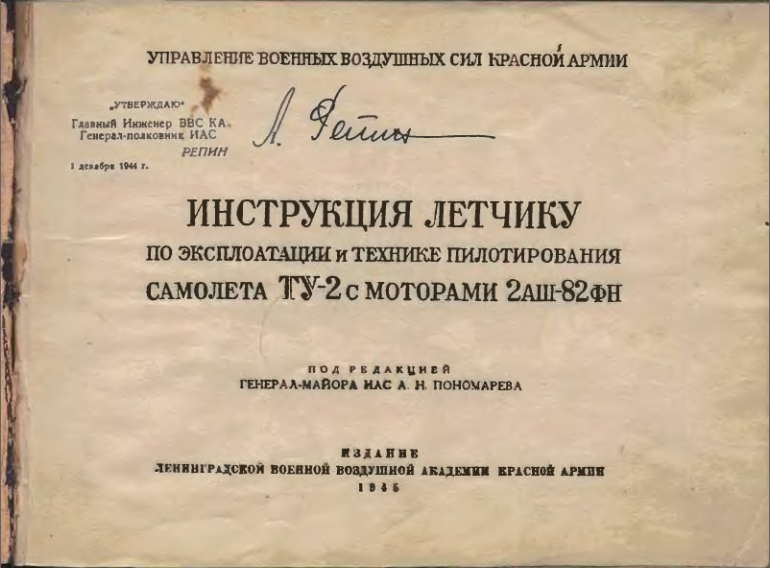 УПРАВЛЕНИЕ ВОЕННЫХ ВОЗДУШНЫХ СИЛ КРАСНОЙ АРМИИ
„УТВЕРЖДАЮ“
Главный Инженер ВВС КА
Генерал-полковник ИАС
РЕПИН
1 декабря 1944 г.
А. Репин
ИНСТРУКЦИЯ ЛЕТЧИКУ
ПО ЭКСПЛОАТАЦИИ И ТЕХНИКЕ ПИЛОТИРОВАНИЯ
САМОЛЕТА ТУ-2 С МОТОРАМИ 2АШ-82ФН
ПОД РЕДАКЦИЕЙ
ГЕНЕРАЛ-МАЙОРА ИАС А. Н. ПОНОМАРЕВА
ИЗДАНИЕ
ЛЕНИНГРАДСКОЙ ВОЕННОЙ ВОЗДУШНОЙ АКАДЕМИИ КРАСНОЙ АРМИИ
1945